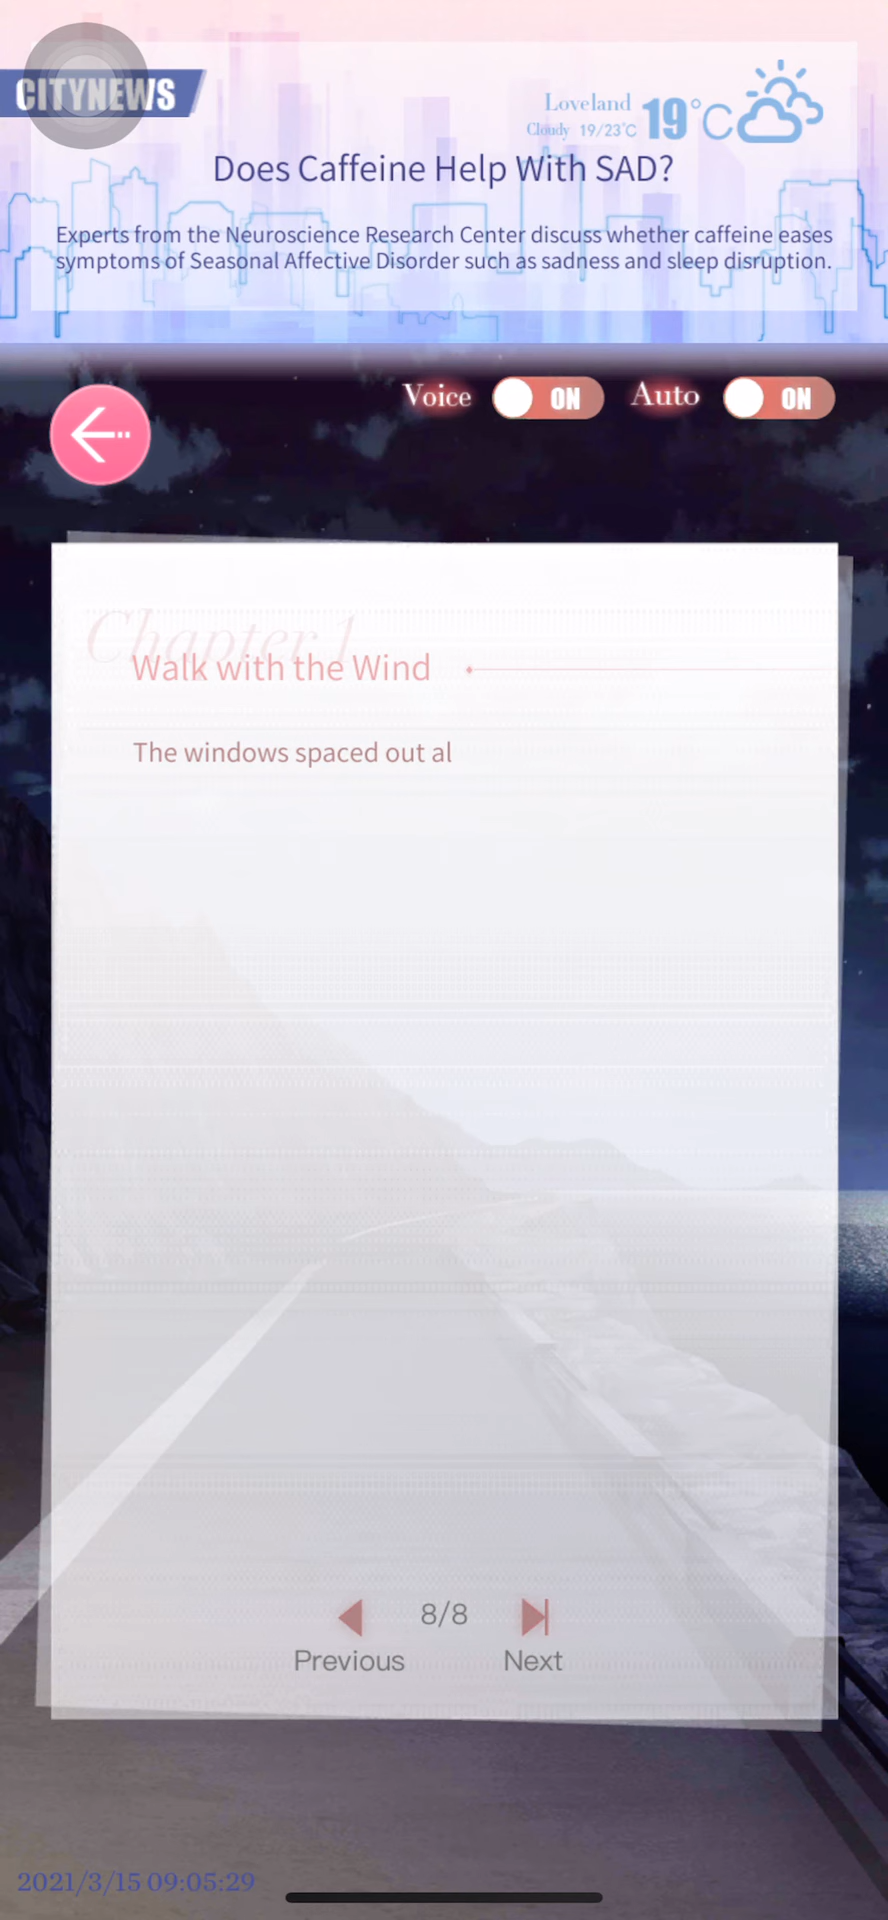 CITYNEWS
Loveland
Cloudy 19/23°C
19°C
Does Caffeine Help With SAD?
Experts from the Neuroscience Research Center discuss whether caffeine eases
symptoms of Seasonal Affective Disorder such as sadness and sleep disruption.
Voice ON Auto ON
Chapter 1
Walk with the Wind
The windows spaced out al
8/8
Previous Next
2021/3/15 09:05:29